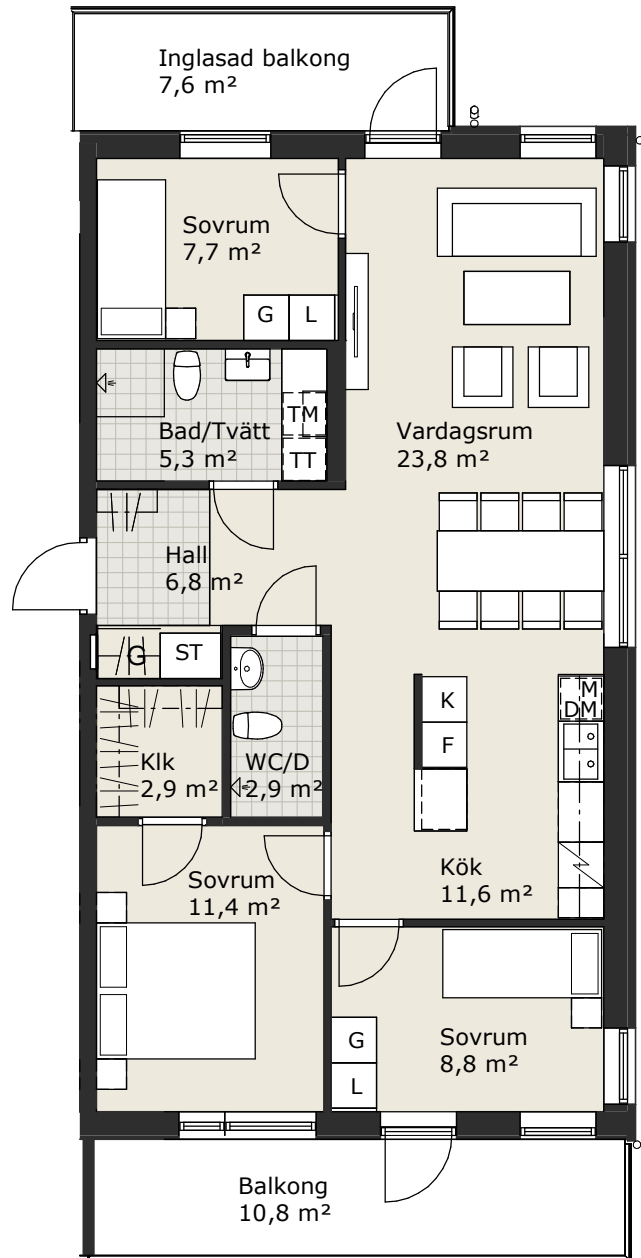 Inglasad balkong
7,6 m²
Sovrum
7,7 m²
G L
Bad/Tvätt
5,3 m²
TM
TT
Vardagsrum
23,8 m²
Hall
6,8 m²
G ST
K
F
M
DM
Klk
2,9 m²
WC/D
2,9 m²
Sovrum
11,4 m²
Kök
11,6 m²
G
L
Sovrum
8,8 m²
Balkong
10,8 m²